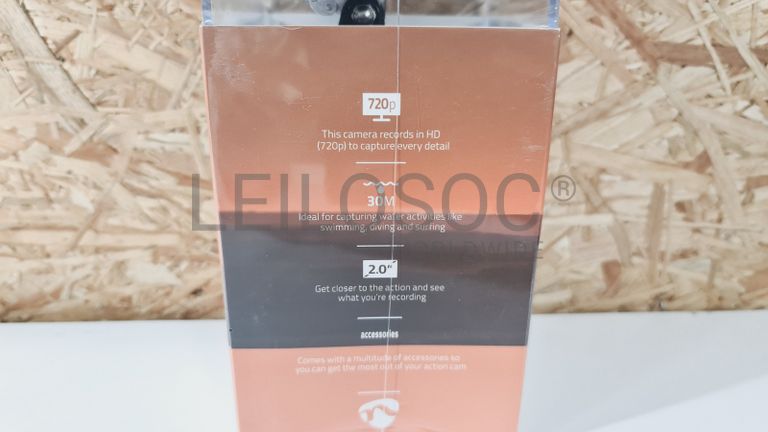 720p
This camera records in HD
(720p) to capture every detail
LEILOSOC®
30M
Ideal for capturing water activities like
swimming, diving and surfing
WORLDWIDE
2.0"
Get closer to the action and see
what you're recording
accessories
Comes with a multitude of accessories so
you can get the most out of your action cam